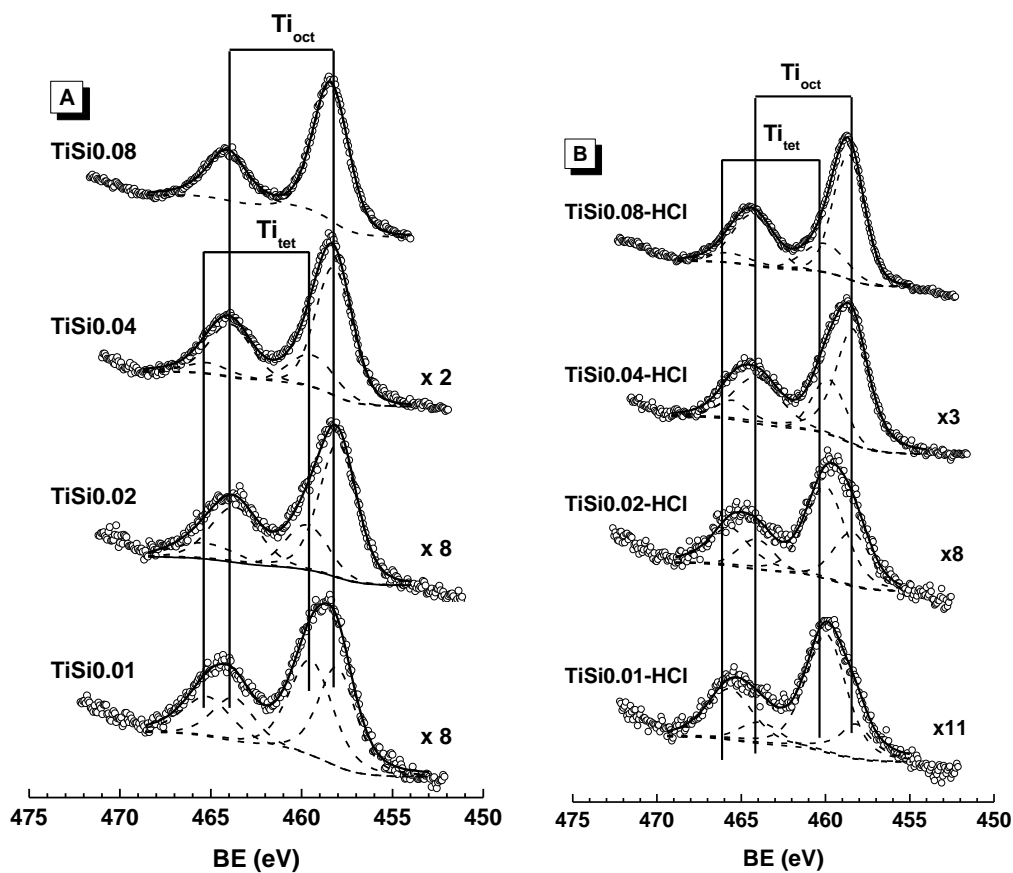 A
Ti_oct
TiSi0.08
Ti_tet
TiSi0.04
x 2
TiSi0.02
x 8
TiSi0.01
x 8
475 470 465 460 455 450
BE (eV)
B
Ti_oct
Ti_tet
TiSi0.08-HCl
TiSi0.04-HCl
x3
TiSi0.02-HCl
x8
TiSi0.01-HCl
x11
475 470 465 460 455 450
BE (eV)